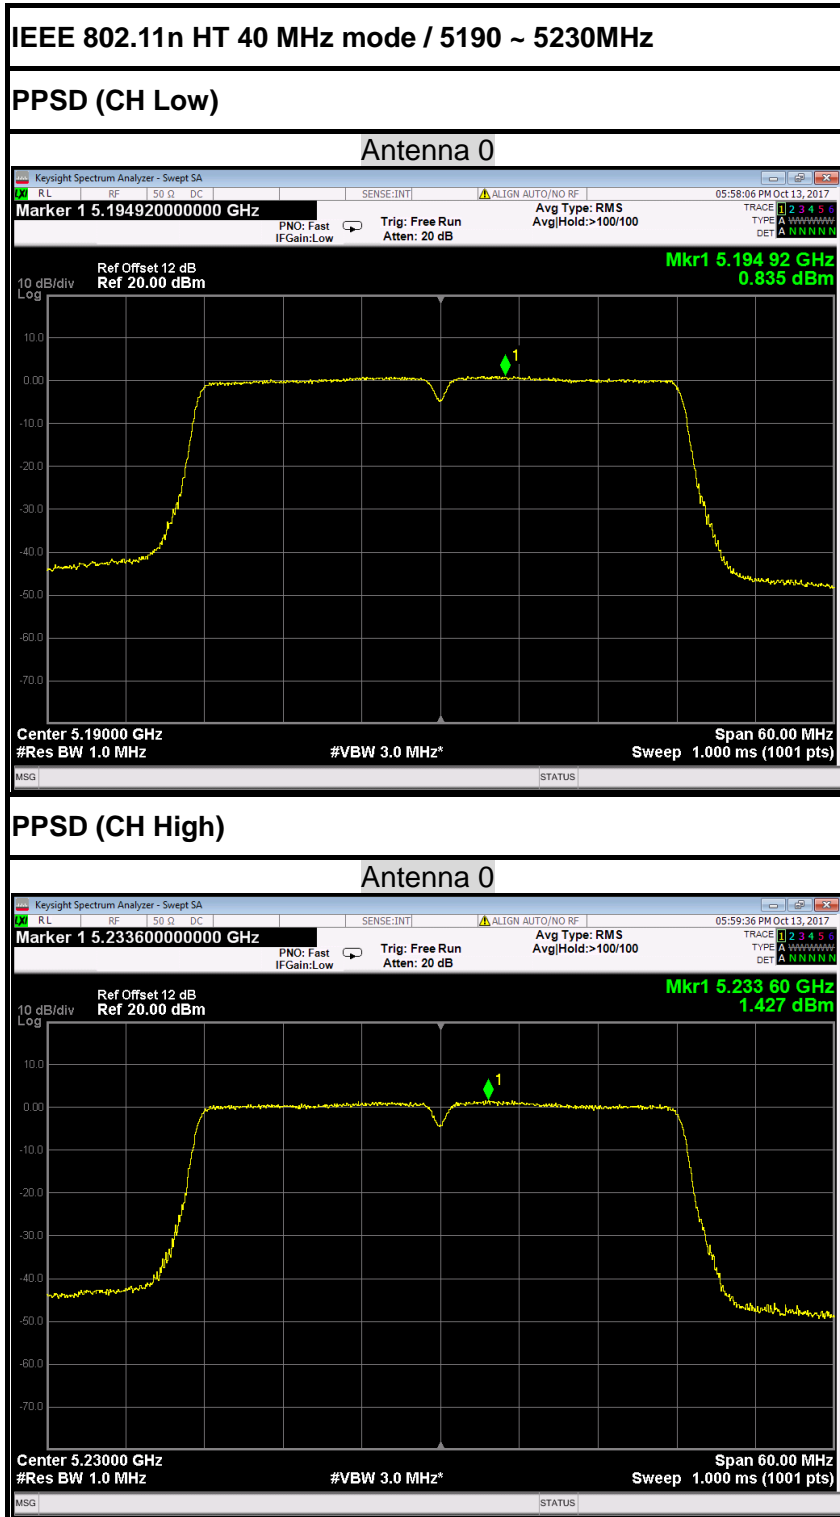 IEEE 802.11n HT 40 MHz mode / 5190 ~ 5230MHz
PPSD (CH Low)
Antenna 0
Keysight Spectrum Analyzer - Swept SA
LXI RL RF 50 Ω DC SENSE:INT ALIGN AUTO/NO RF 05:58:06 PM Oct 13, 2017
Marker 1 5.194920000000 GHz Avg Type: RMS TRACE 1 2 3 4 5 6
PNO: Fast Trig: Free Run Avg|Hold:>100/100 TYPE A WWWWW
IFGain:Low Atten: 20 dB DET A N N N N N
Mkr1 5.194 92 GHz
Ref Offset 12 dB
10 dB/div Ref 20.00 dBm 0.835 dBm
Log
10.0
1
0.00
-10.0
-20.0
-30.0
-40.0
-50.0
-60.0
-70.0
Center 5.19000 GHz Span 60.00 MHz
#Res BW 1.0 MHz #VBW 3.0 MHz* Sweep 1.000 ms (1001 pts)
MSG STATUS
PPSD (CH High)
Antenna 0
Keysight Spectrum Analyzer - Swept SA
LXI RL RF 50 Ω DC SENSE:INT ALIGN AUTO/NO RF 05:59:36 PM Oct 13, 2017
Marker 1 5.233600000000 GHz Avg Type: RMS TRACE 1 2 3 4 5 6
PNO: Fast Trig: Free Run Avg|Hold:>100/100 TYPE A WWWWW
IFGain:Low Atten: 20 dB DET A N N N N N
Mkr1 5.233 60 GHz
Ref Offset 12 dB
10 dB/div Ref 20.00 dBm 1.427 dBm
Log
10.0
1
0.00
-10.0
-20.0
-30.0
-40.0
-50.0
-60.0
-70.0
Center 5.23000 GHz Span 60.00 MHz
#Res BW 1.0 MHz #VBW 3.0 MHz* Sweep 1.000 ms (1001 pts)
MSG STATUS